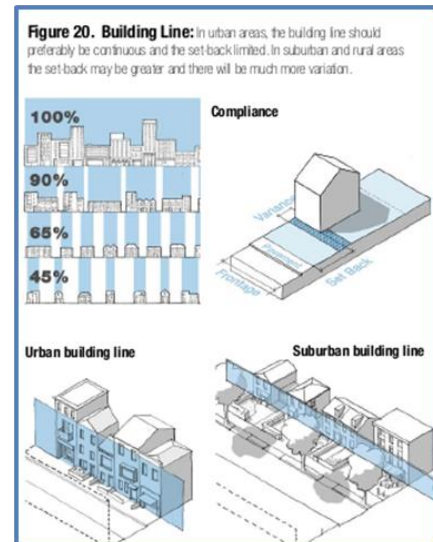 Figure 20. Building Line: In urban areas, the building line should
preferably be continuous and the set-back limited. In suburban and rural areas
the set-back may be greater and there will be much more variation.
100%
90%
65%
45%
Compliance
Variance
Pavement
Frontage
Set Back
Urban building line
Suburban building line